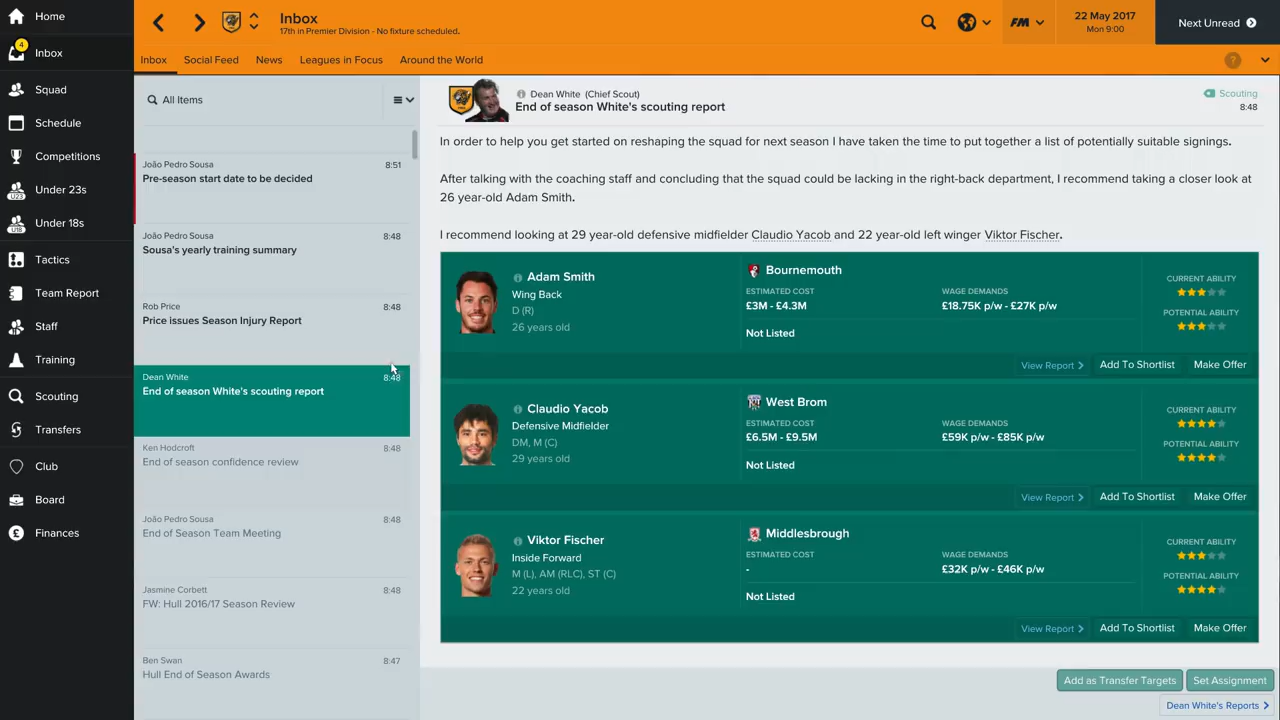 Home
4
Inbox
Squad
Schedule
Competitions
U23
Under 23s
U18
Under 18s
Tactics
Team Report
Staff
Training
Scouting
Transfers
Club
Board
Finances
Inbox
17th in Premier Division - No fixture scheduled.
FM
22 May 2017
Mon 9:00
Next Unread
Inbox
Social Feed
News
Leagues in Focus
Around the World
?
All Items
João Pedro Sousa 8:51
Pre-season start date to be decided
João Pedro Sousa 8:48
Sousa's yearly training summary
Rob Price 8:48
Price issues Season Injury Report
Dean White 8:48
End of season White's scouting report
Ken Hodcroft 8:48
End of season confidence review
João Pedro Sousa 8:48
End of Season Team Meeting
Jasmine Corbett 8:48
FW: Hull 2016/17 Season Review
Ben Swan 8:47
Hull End of Season Awards
Dean White (Chief Scout)
End of season White's scouting report
Scouting
8:48
In order to help you get started on reshaping the squad for next season I have taken the time to put together a list of potentially suitable signings.
After talking with the coaching staff and concluding that the squad could be lacking in the right-back department, I recommend taking a closer look at
26 year-old Adam Smith.
I recommend looking at 29 year-old defensive midfielder Claudio Yacob and 22 year-old left winger Viktor Fischer.
Adam Smith
Wing Back
D (R)
26 years old
Bournemouth
ESTIMATED COST
£3M - £4.3M
WAGE DEMANDS
£18.75K p/w - £27K p/w
Not Listed
CURRENT ABILITY
POTENTIAL ABILITY
View Report
Add To Shortlist
Make Offer
Claudio Yacob
Defensive Midfielder
DM, M (C)
29 years old
West Brom
ESTIMATED COST
£6.5M - £9.5M
WAGE DEMANDS
£59K p/w - £85K p/w
Not Listed
CURRENT ABILITY
POTENTIAL ABILITY
View Report
Add To Shortlist
Make Offer
Viktor Fischer
Inside Forward
M (L), AM (RLC), ST (C)
22 years old
Middlesbrough
ESTIMATED COST
-
WAGE DEMANDS
£32K p/w - £46K p/w
Not Listed
CURRENT ABILITY
POTENTIAL ABILITY
View Report
Add To Shortlist
Make Offer
Add as Transfer Targets
Set Assignment
Dean White's Reports